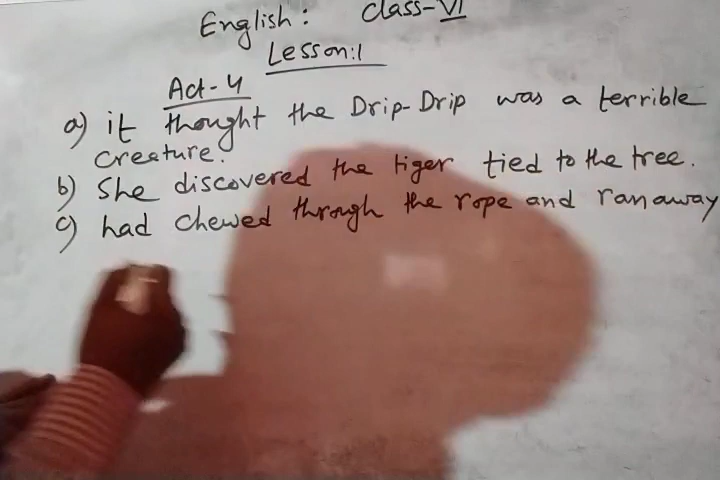 English: Class-VI
Lesson:1
Act-4
a) it thought the Drip-Drip was a terrible
creature.
b) She discovered the tiger tied to the tree.
c) had chewed through the rope and ran away